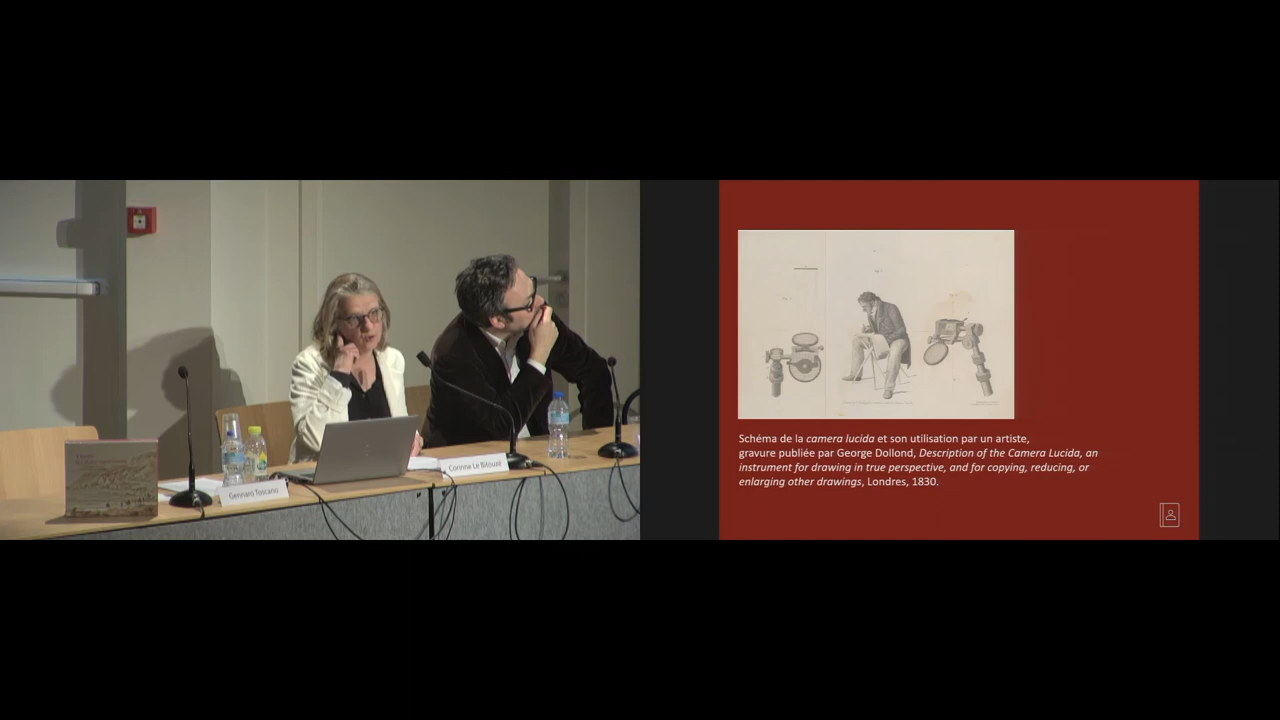 Gennaro Toscano
Corinne Le Bitouzé
Schéma de la camera lucida et son utilisation par un artiste,
gravure publiée par George Dollond, Description of the Camera Lucida, an
instrument for drawing in true perspective, and for copying, reducing, or
enlarging other drawings, Londres, 1830.